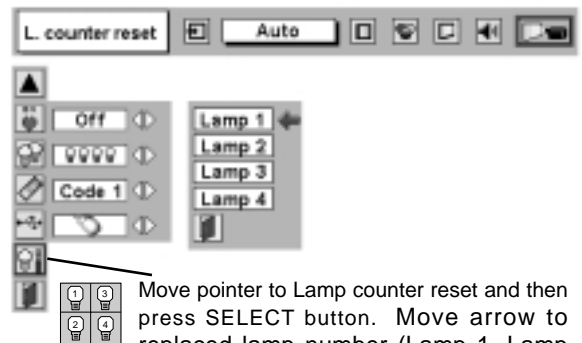 L. counter reset
Auto
Off
Lamp 1
Lamp 2
Code 1
Lamp 3
Lamp 4
1 3
2 4
Move pointer to Lamp counter reset and then
press SELECT button. Move arrow to
replaced lamp number (Lamp 1, Lamp